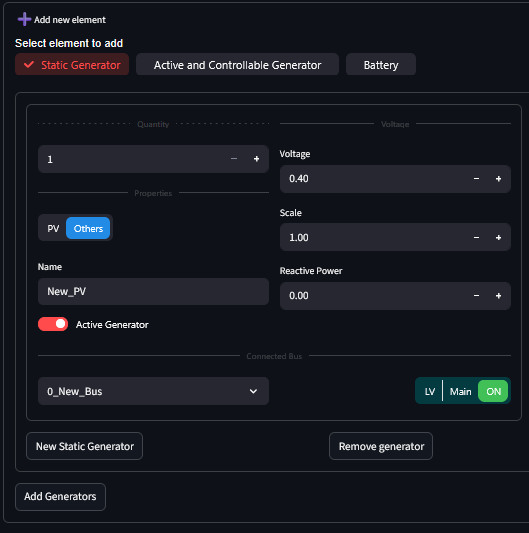 Add new element
Select element to add
Static Generator
Active and Controllable Generator
Battery
Quantity
1
Properties
PV
Others
Name
New_PV
Active Generator
Voltage
Voltage
0.40
Scale
1.00
Reactive Power
0.00
Connected Bus
0_New_Bus
LV
Main
ON
New Static Generator
Remove generator
Add Generators